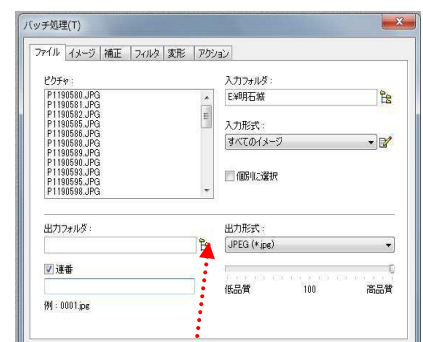 バッチ処理(T)
ファイル イメージ 補正 フィルタ 変形 アクション
ピクチャ:
P1190580.JPG
P1190581.JPG
P1190582.JPG
P1190585.JPG
P1190586.JPG
P1190588.JPG
P1190589.JPG
P1190590.JPG
P1190593.JPG
P1190595.JPG
P1190598.JPG
入力フォルダ:
E:¥明石城
入力形式:
すべてのイメージ
個別に選択
出力フォルダ:
出力形式:
JPEG (*.jpg)
連番
例:0001.jpg
低品質 100 高品質